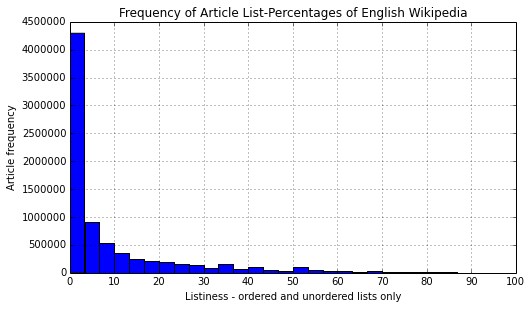 Frequency of Article List-Percentages of English Wikipedia
4500000
4000000
3500000
3000000
2500000
2000000
1500000
1000000
500000
0
Article frequency
0 10 20 30 40 50 60 70 80 90 100
Listiness - ordered and unordered lists only